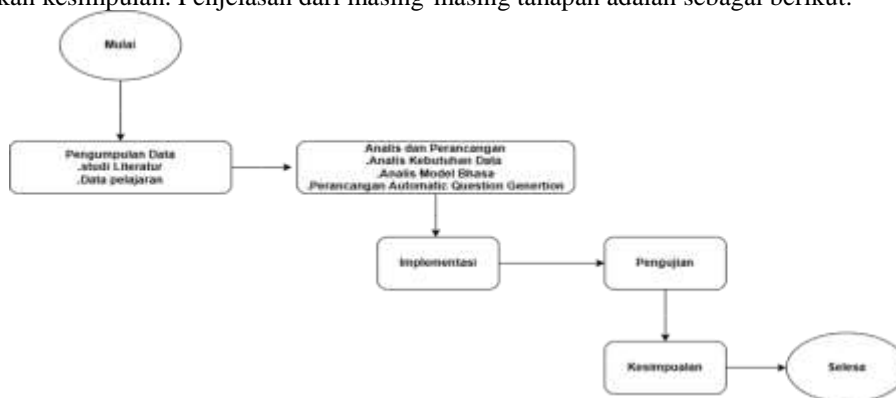 kan kesimpulan. Penjelasan dari masing-masing tahapan adalah sebagai berikut:
Mulai
Pengumpulan Data
.studi Literatur
.Data pelajaran
Analis dan Perancangan
.Analis Kebutuhan Data
.Analis Model Bhasa
.Perancangan Automatic Question Genertion
Implementasi
Pengujian
Kesimpualan
Selesa